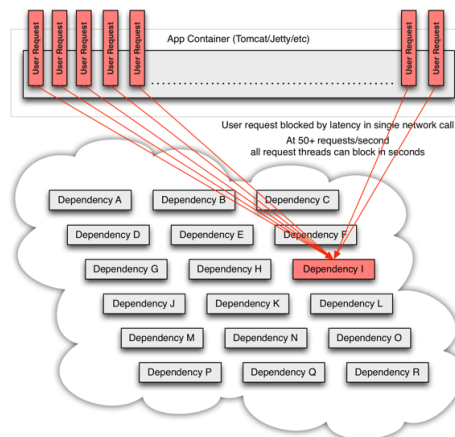 User Request
User Request
User Request
User Request
User Request
User Request
User Request
App Container (Tomcat/Jetty/etc)
User request blocked by latency in single network call
At 50+ requests/second
all request threads can block in seconds
Dependency A
Dependency B
Dependency C
Dependency D
Dependency E
Dependency F
Dependency G
Dependency H
Dependency I
Dependency J
Dependency K
Dependency L
Dependency M
Dependency N
Dependency O
Dependency P
Dependency Q
Dependency R